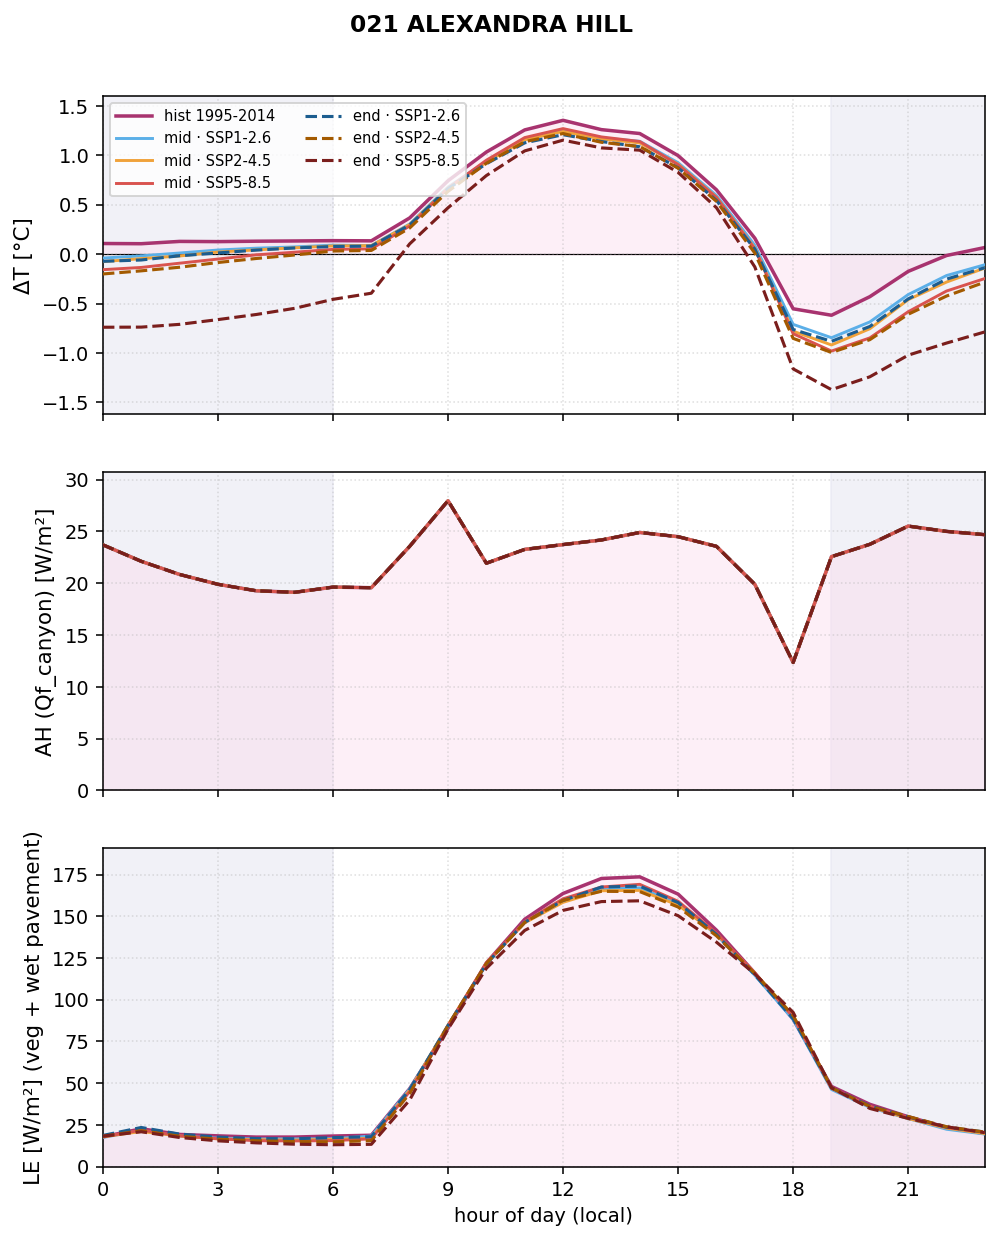 021 ALEXANDRA HILL
ΔT [°C]
1.5
1.0
0.5
0.0
−0.5
−1.0
−1.5
hist 1995-2014
mid · SSP1-2.6
mid · SSP2-4.5
mid · SSP5-8.5
end · SSP1-2.6
end · SSP2-4.5
end · SSP5-8.5
AH (Qf_canyon) [W/m²]
30
25
20
15
10
5
0
LE [W/m²] (veg + wet pavement)
175
150
125
100
75
50
25
0
0 3 6 9 12 15 18 21
hour of day (local)